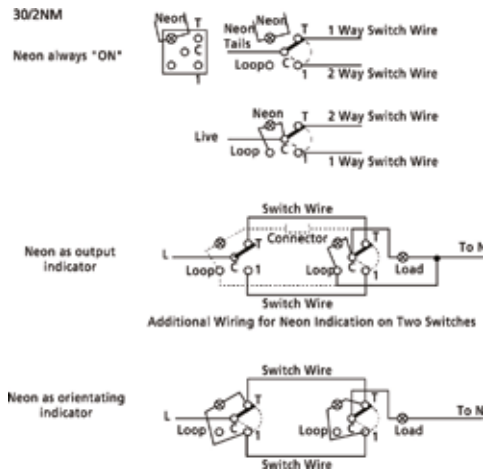 30/2NM
Neon always "ON"
Neon T
C
1
Neon Neon T 1 Way Switch Wire
Tails
Loop C 1 2 Way Switch Wire
Neon T 2 Way Switch Wire
Live
Loop C 1 1 Way Switch Wire
Switch Wire
Neon as output
indicator
L T Connector T To N
Loop C 1 Loop C 1 Load
Switch Wire
Additional Wiring for Neon Indication on Two Switches
Switch Wire
Neon as orientating
indicator
L T T To N
Loop C 1 Loop C 1 Load
Switch Wire